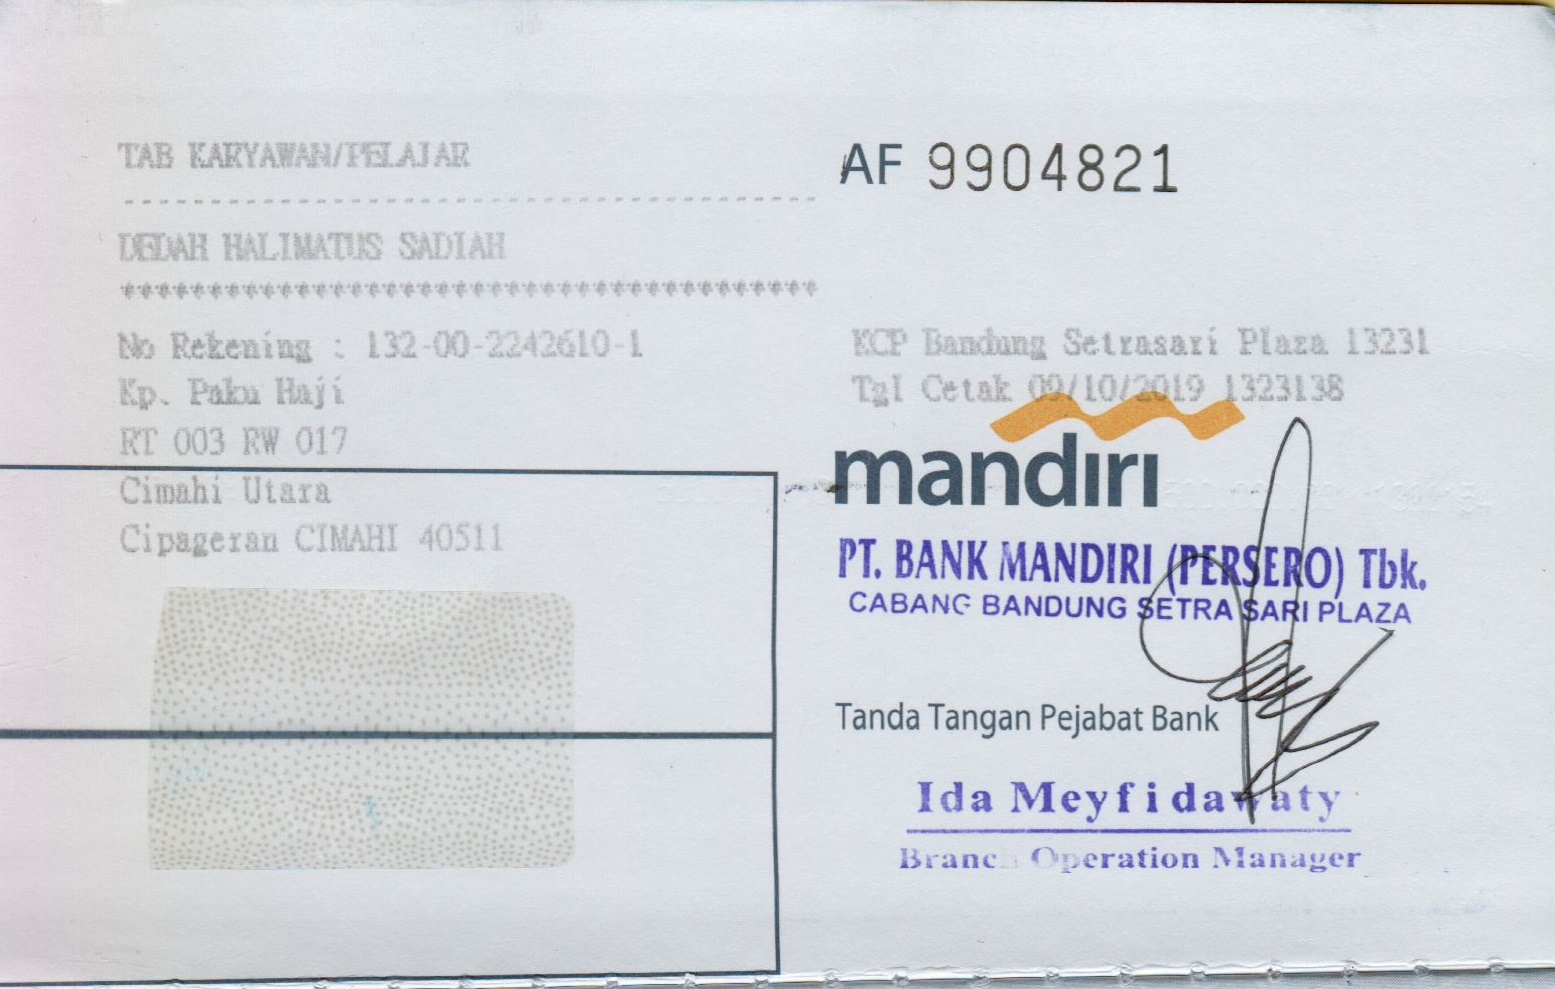 TAB KARYAWAN/PELAJAR
----------------------------------------
DEDAH HALIMATUS SADIAH
****************************************
No Rekening : 132-00-2242610-1
Kp. Paku Haji
RT 003 RW 017
Cimahi Utara
Cipageran CIMAHI 40511
AF 9904821
KCP Bandung Setrasari Plaza 13231
Tgl Cetak 09/10/2019 1323138
mandırı
PT. BANK MANDIRI (PERSERO) Tbk.
CABANG BANDUNG SETRA SARI PLAZA
Tanda Tangan Pejabat Bank
Ida Meyfidawaty
Branch Operation Manager